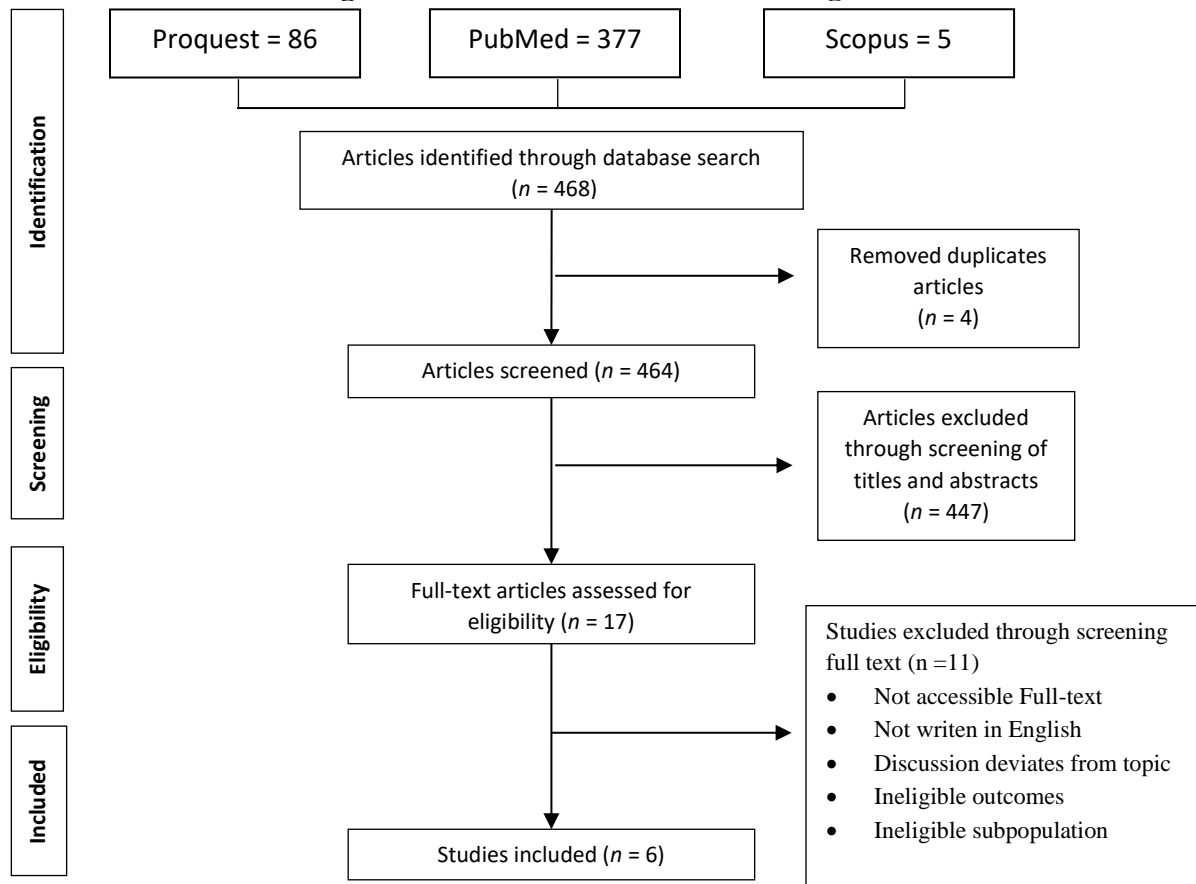 Proquest = 86
PubMed = 377
Scopus = 5
Identification
Articles identified through database search
(n = 468)
Removed duplicates
articles
(n = 4)
Articles screened (n = 464)
Screening
Articles excluded
through screening of
titles and abstracts
(n = 447)
Eligibility
Full-text articles assessed for
eligibility (n = 17)
Studies excluded through screening
full text (n =11)
• Not accessible Full-text
• Not writen in English
• Discussion deviates from topic
• Ineligible outcomes
• Ineligible subpopulation
Included
Studies included (n = 6)